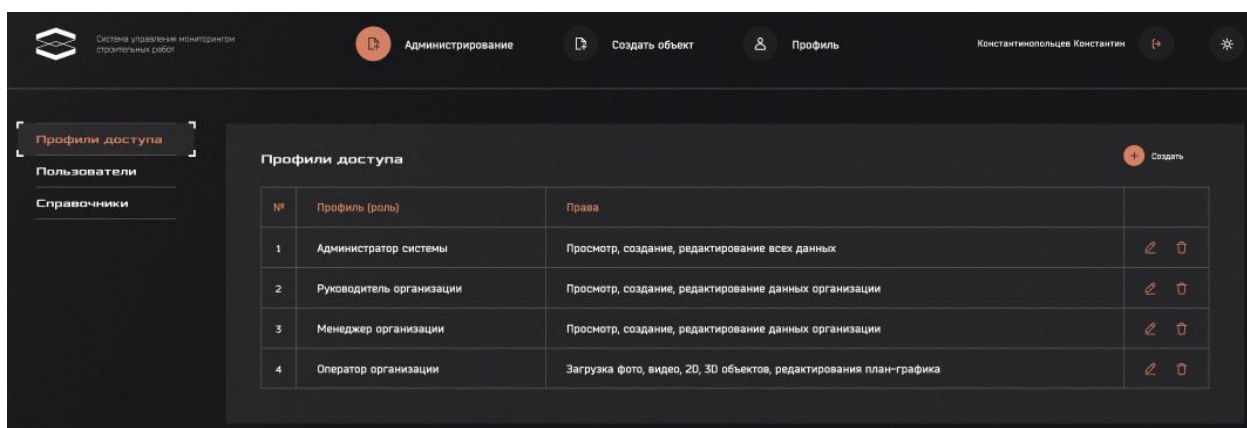 Система управления мониторингом
строительных работ
Администрирование
Создать объект
Профиль
Константинопольцев Константин
Профили доступа
Пользователи
Справочники
Профили доступа
Создать
№ Профиль (роль) Права
1 Администратор системы Просмотр, создание, редактирование всех данных
2 Руководитель организации Просмотр, создание, редактирование данных организации
3 Менеджер организации Просмотр, создание, редактирование данных организации
4 Оператор организации Загрузка фото, видео, 2D, 3D объектов, редактирования план-графика